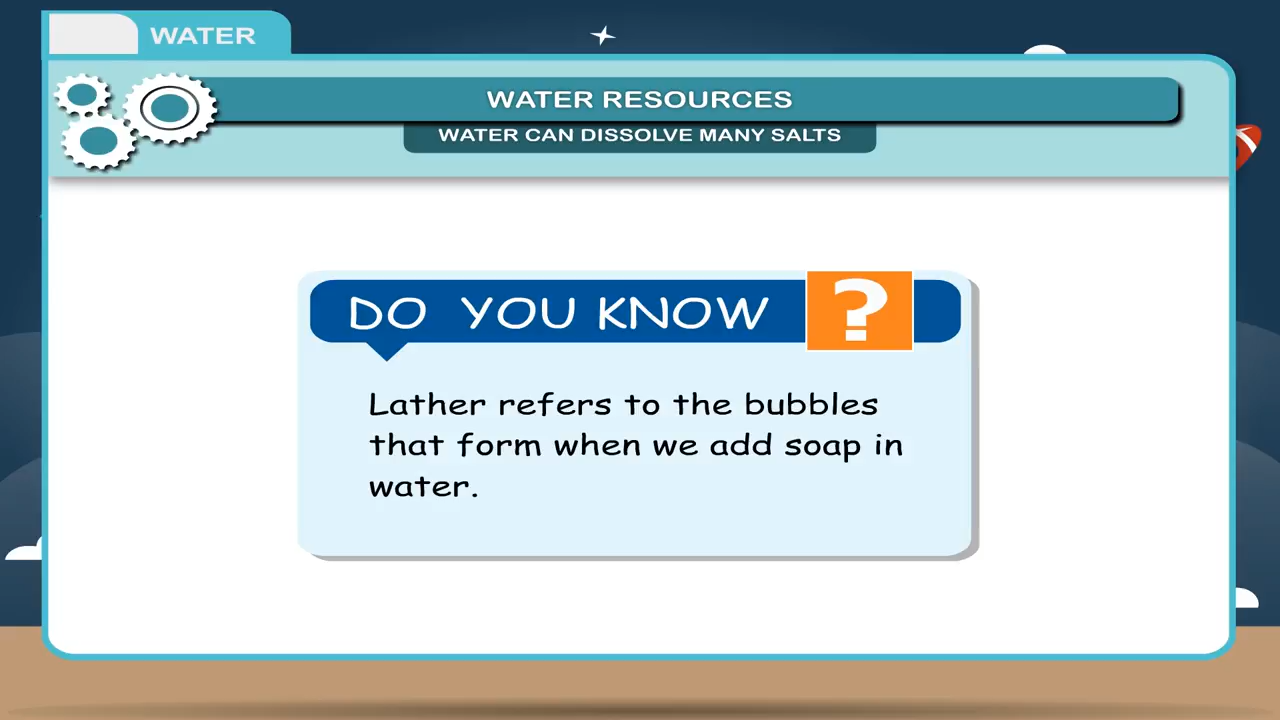 WATER
WATER RESOURCES
WATER CAN DISSOLVE MANY SALTS
DO YOU KNOW ?
Lather refers to the bubbles
that form when we add soap in
water.